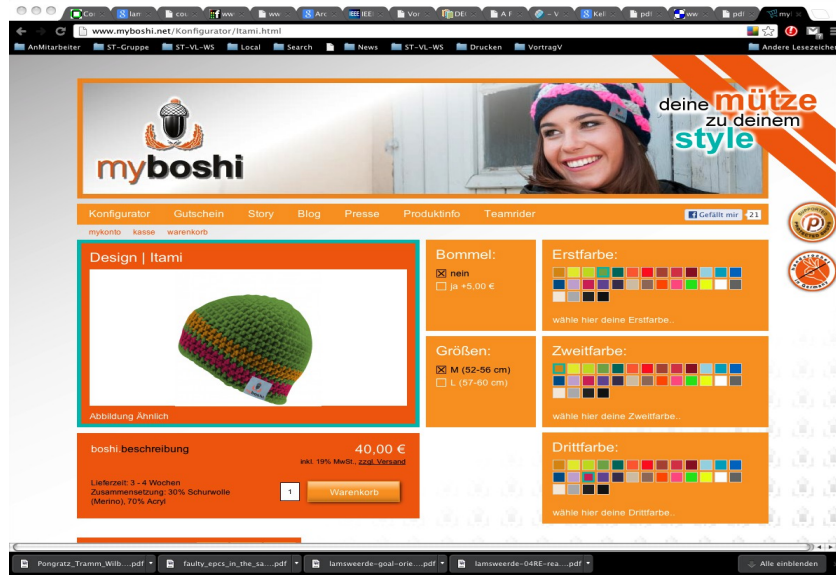 www.myboshi.net/Konfigurator/Itami.html
AnMitarbeiter ST-Gruppe ST-VL-WS Local Search News ST-VL-WS Drucken VortragV Andere Lesezeichen
deine mütze
zu deinem
style
myboshi
Konfigurator Gutschein Story Blog Presse Produktinfo Teamrider Gefällt mir 21
mykonto kasse warenkorb
Design | Itami
Abbildung Ähnlich
Bommel:
nein
ja +5,00 €
Größen:
M (52-56 cm)
L (57-60 cm)
Erstfarbe:
wähle hier deine Erstfarbe..
Zweitfarbe:
wähle hier deine Zweitfarbe..
Drittfarbe:
wähle hier deine Drittfarbe..
boshi beschreibung 40,00 €
inkl. 19% MwSt., zzgl. Versand
Lieferzeit: 3 - 4 Wochen
Zusammensetzung: 30% Schurwolle
(Merino), 70% Acryl
1 Warenkorb
Pongratz_Tramm_Wilb....pdf faulty_epcs_in_the_sa....pdf lamsweerde-goal-orie....pdf lamsweerde-04RE-rea....pdf Alle einblenden